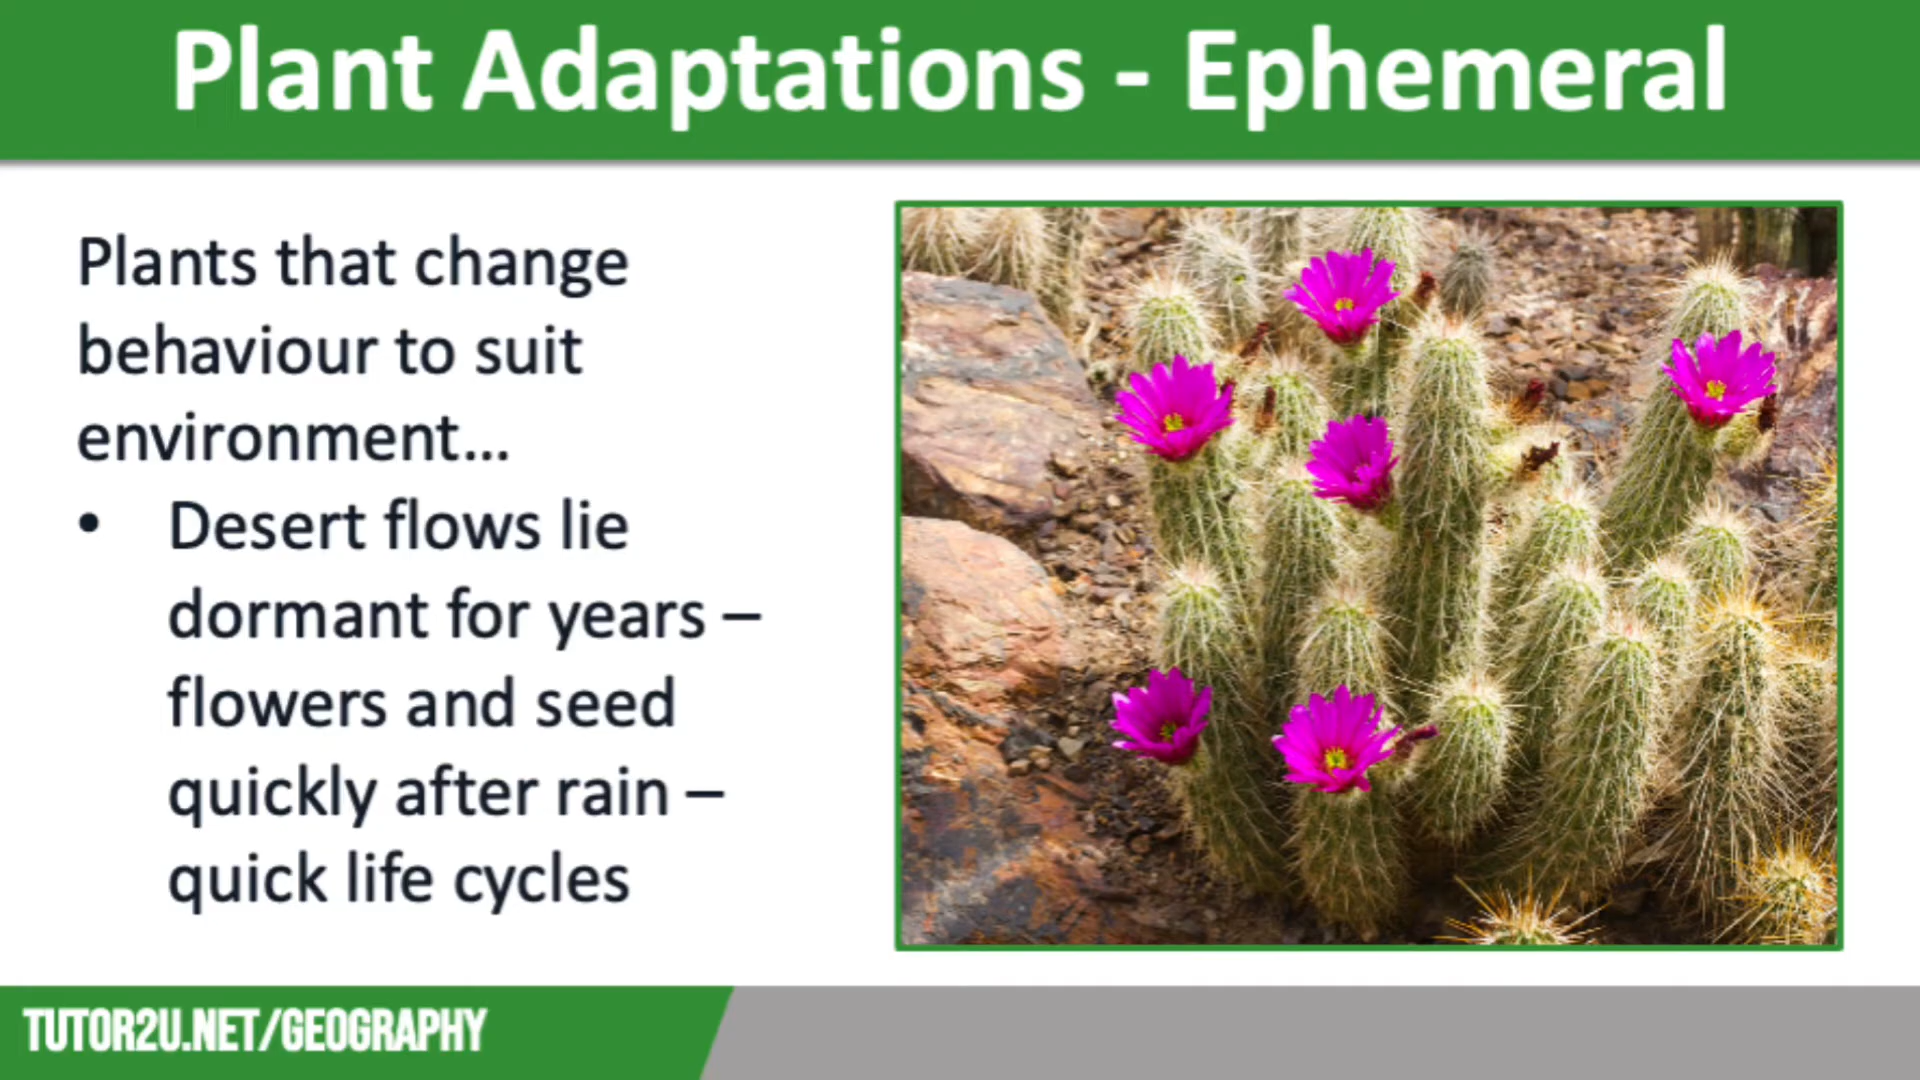 Plant Adaptations - Ephemeral
Plants that change
behaviour to suit
environment...
• Desert flows lie
dormant for years –
flowers and seed
quickly after rain –
quick life cycles
TUTOR2U.NET/GEOGRAPHY